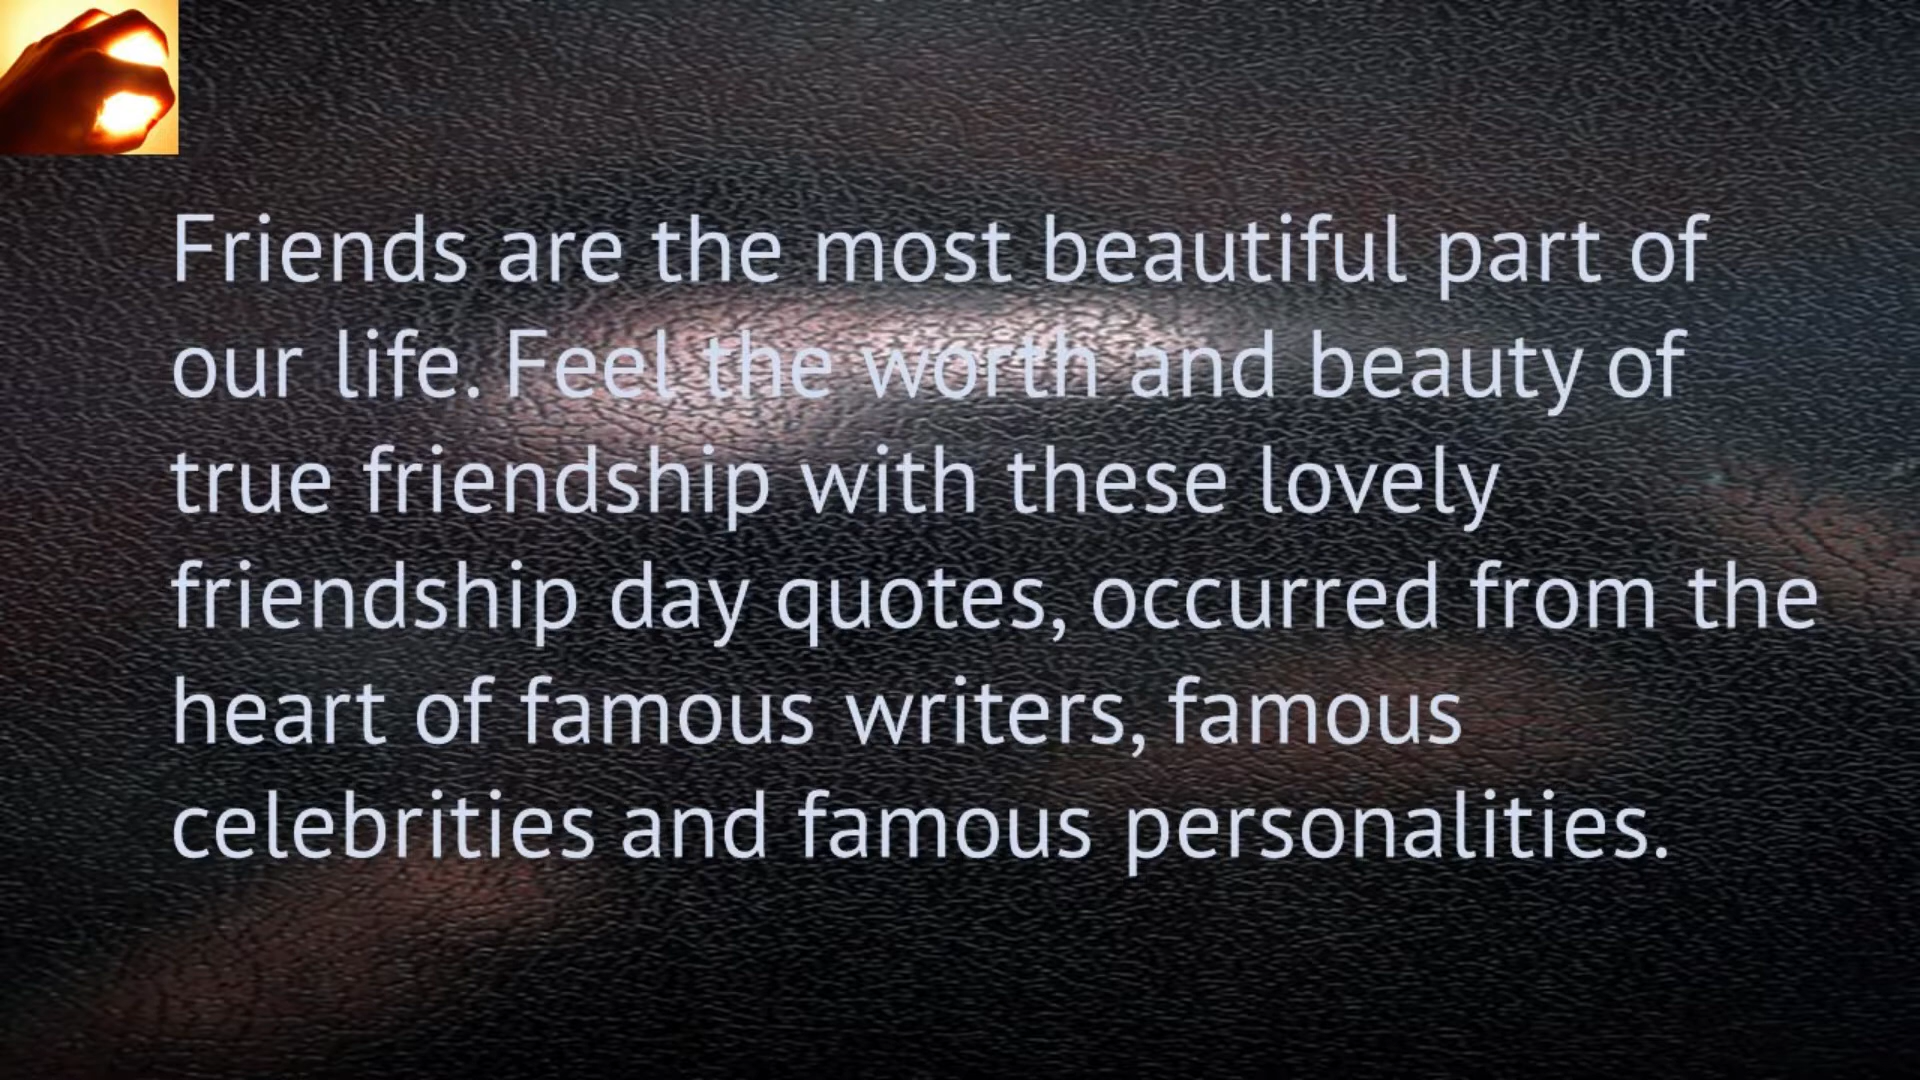 Friends are the most beautiful part of
our life. Feel the worth and beauty of
true friendship with these lovely
friendship day quotes, occurred from the
heart of famous writers, famous
celebrities and famous personalities.